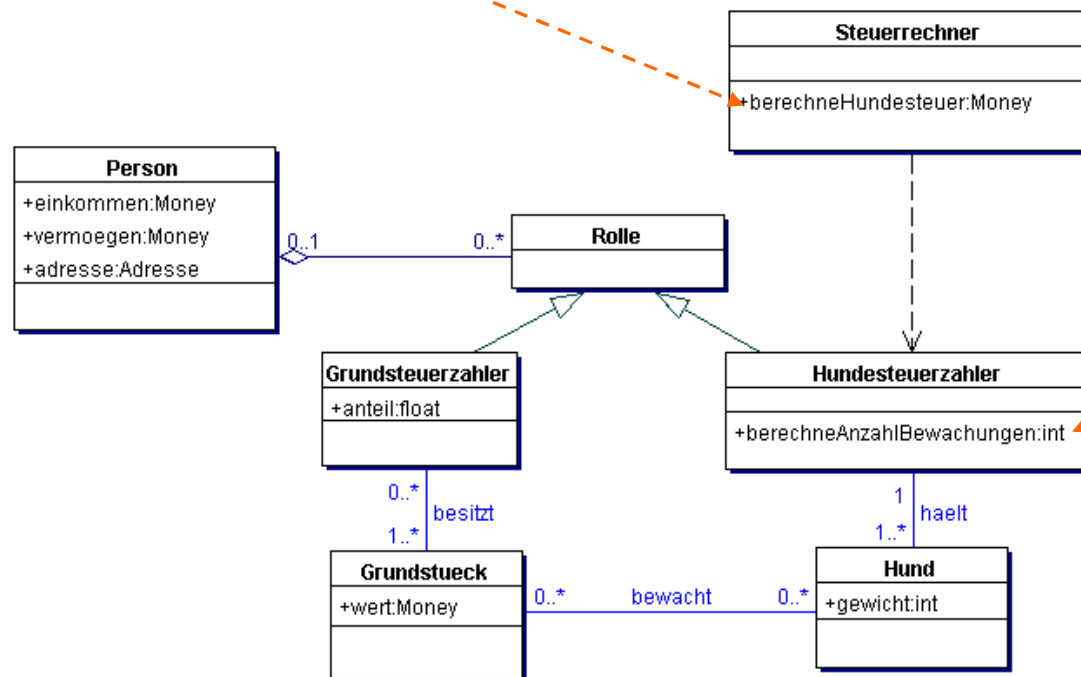 Steuerrechner
+berechneHundesteuer:Money
Person
+einkommen:Money
+vermoegen:Money
+adresse:Adresse
0..1
0..*
Rolle
Grundsteuerzahler
+anteil:float
Hundesteuerzahler
+berechneAnzahlBewachungen:int
0..*
besitzt
1..*
1
haelt
1..*
Grundstueck
+wert:Money
0..*
bewacht
0..*
Hund
+gewicht:int